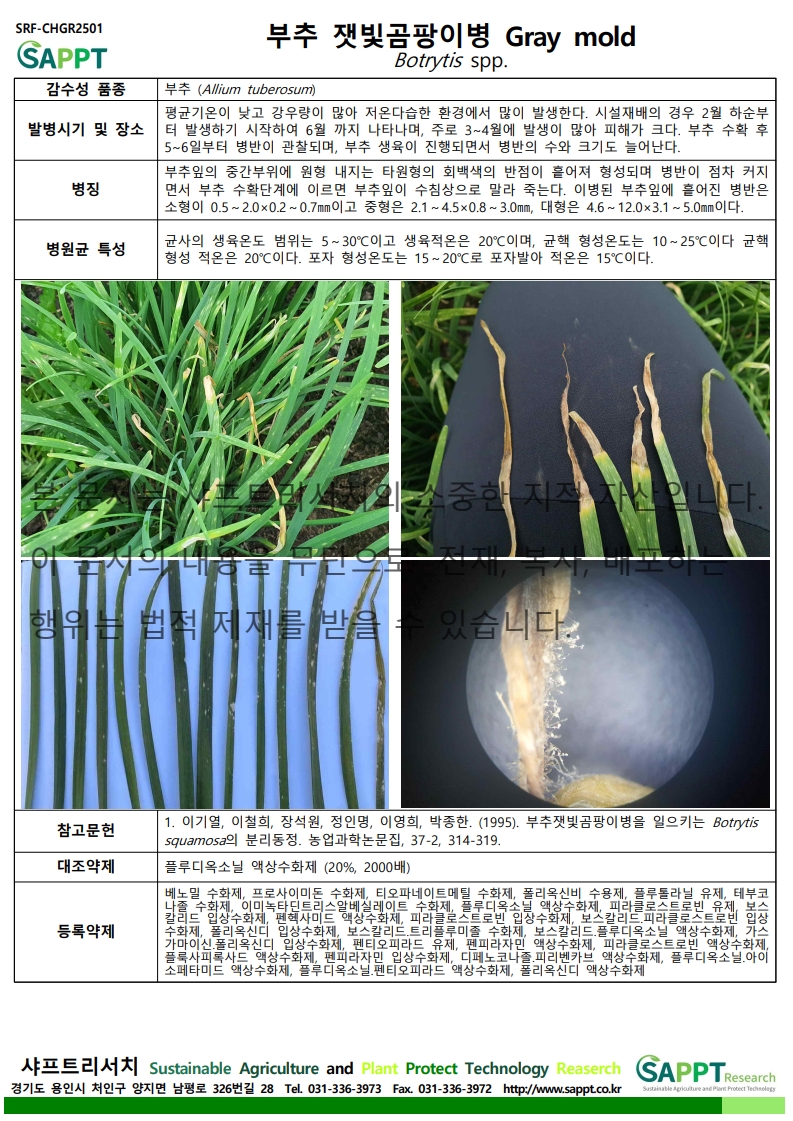 SRF-CHGR2501
SAPPT
부추 잿빛곰팡이병 Gray mold
Botrytis spp.
감수성 품종
부추 (Allium tuberosum)
발병시기 및 장소
평균기온이 낮고 강우량이 많아 저온다습한 환경에서 많이 발생한다. 시설재배의 경우 2월 하순부
터 발생하기 시작하여 6월 까지 나타나며, 주로 3~4월에 발생이 많아 피해가 크다. 부추 수확 후
5~6일부터 병반이 관찰되며, 부추 생육이 진행되면서 병반의 수와 크기도 늘어난다.
병징
부추잎의 중간부위에 원형 내지는 타원형의 회백색의 반점이 흩어져 형성되며 병반이 점차 커지
면서 부추 수확단계에 이르면 부추잎이 수침상으로 말라 죽는다. 이병된 부추잎에 흩어진 병반은
소형이 0.5~2.0×0.2~0.7㎜이고 중형은 2.1~4.5×0.8~3.0㎜, 대형은 4.6~12.0×3.1~5.0㎜이다.
병원균 특성
균사의 생육온도 범위는 5~30℃이고 생육적온은 20℃이며, 균핵 형성온도는 10~25℃이다 균핵
형성 적온은 20℃이다. 포자 형성온도는 15~20℃로 포자발아 적온은 15℃이다.
본 문서는 샤프트리서치의 소중한 지적 자산입니다.
이 문서의 내용을 무단으로 전재, 복사, 배포하는
행위는 법적 제재를 받을 수 있습니다.
참고문헌
1. 이기열, 이철희, 장석원, 정인명, 이영희, 박종한. (1995). 부추잿빛곰팡이병을 일으키는 Botrytis
squamosa의 분리동정. 농업과학논문집, 37-2, 314-319.
대조약제
플루디옥소닐 액상수화제 (20%, 2000배)
등록약제
베노밀 수화제, 프로사이미돈 수화제, 티오파네이트메틸 수화제, 폴리옥신비 수용제, 플루톨라닐 유제, 테부코
나졸 수화제, 이미녹타딘트리스알베실레이트 수화제, 플루디옥소닐 액상수화제, 피라클로스트로빈 유제, 보스
칼리드 입상수화제, 펜헥사미드 액상수화제, 피라클로스트로빈 입상수화제, 보스칼리드.피라클로스트로빈 입상
수화제, 폴리옥신디 입상수화제, 보스칼리드.트리플루미졸 수화제, 보스칼리드.플루디옥소닐 액상수화제, 가스
가마이신.폴리옥신디 입상수화제, 펜티오피라드 유제, 펜피라자민 액상수화제, 피라클로스트로빈 액상수화제,
플룩사피록사드 액상수화제, 펜피라자민 입상수화제, 디페노코나졸.피리벤카브 액상수화제, 플루디옥소닐.아이
소페타미드 액상수화제, 플루디옥소닐.펜티오피라드 액상수화제, 폴리옥신디 액상수화제
샤프트리서치 Sustainable Agriculture and Plant Protect Technology Reaserch
경기도 용인시 처인구 양지면 남평로 326번길 28 Tel. 031-336-3973 Fax. 031-336-3972 http://www.sappt.co.kr
SAPPT Research
Sustainable Agriculture and Plant Protect Technology